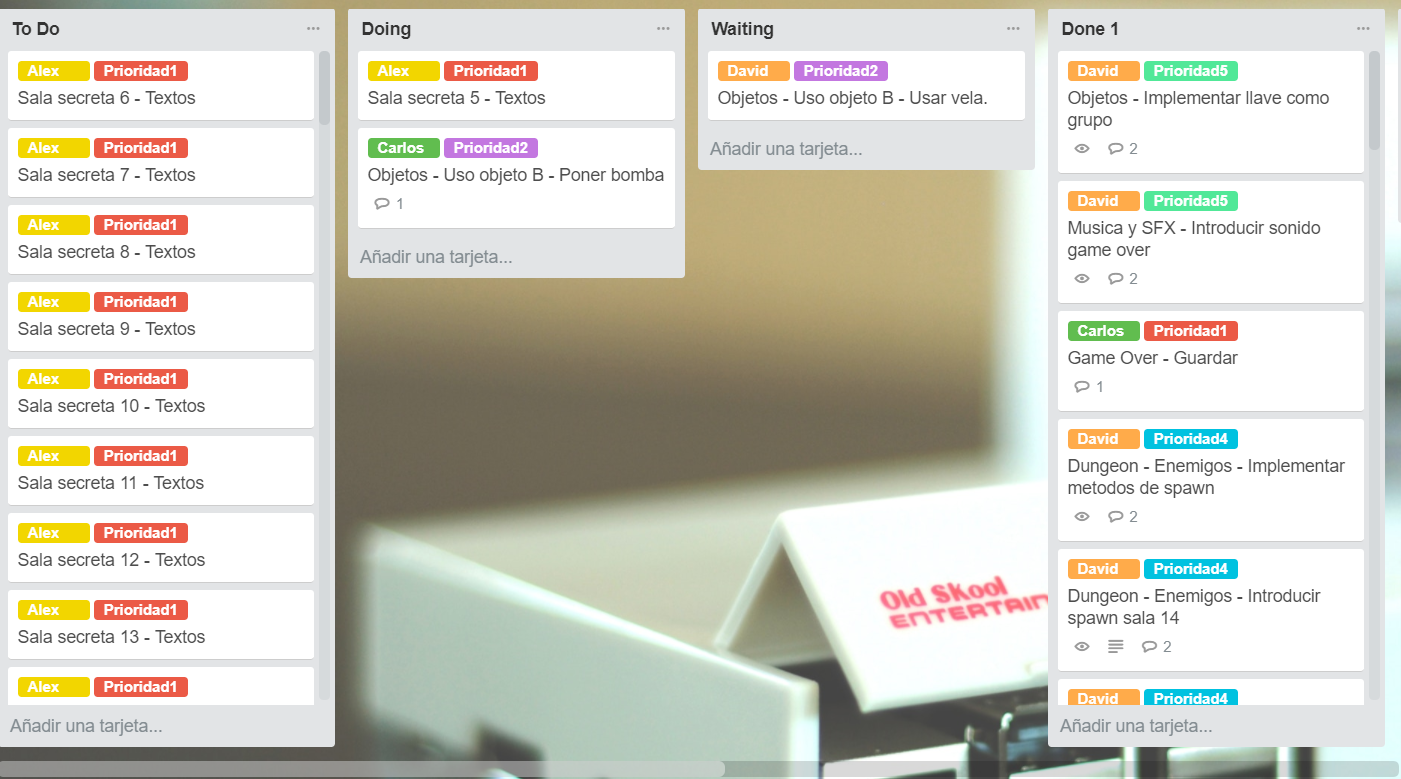 To Do
Alex Prioridad1
Sala secreta 6 - Textos
Alex Prioridad1
Sala secreta 7 - Textos
Alex Prioridad1
Sala secreta 8 - Textos
Alex Prioridad1
Sala secreta 9 - Textos
Alex Prioridad1
Sala secreta 10 - Textos
Alex Prioridad1
Sala secreta 11 - Textos
Alex Prioridad1
Sala secreta 12 - Textos
Alex Prioridad1
Sala secreta 13 - Textos
Alex Prioridad1
Añadir una tarjeta...
Doing
Alex Prioridad1
Sala secreta 5 - Textos
Carlos Prioridad2
Objetos - Uso objeto B - Poner bomba
1
Añadir una tarjeta...
Waiting
David Prioridad2
Objetos - Uso objeto B - Usar vela.
Añadir una tarjeta...
Old Skool
ENTERTAIN
Done 1
David Prioridad5
Objetos - Implementar llave como
grupo
2
David Prioridad5
Musica y SFX - Introducir sonido
game over
2
Carlos Prioridad1
Game Over - Guardar
1
David Prioridad4
Dungeon - Enemigos - Implementar
metodos de spawn
2
David Prioridad4
Dungeon - Enemigos - Introducir
spawn sala 14
2
David Prioridad4
Añadir una tarjeta...